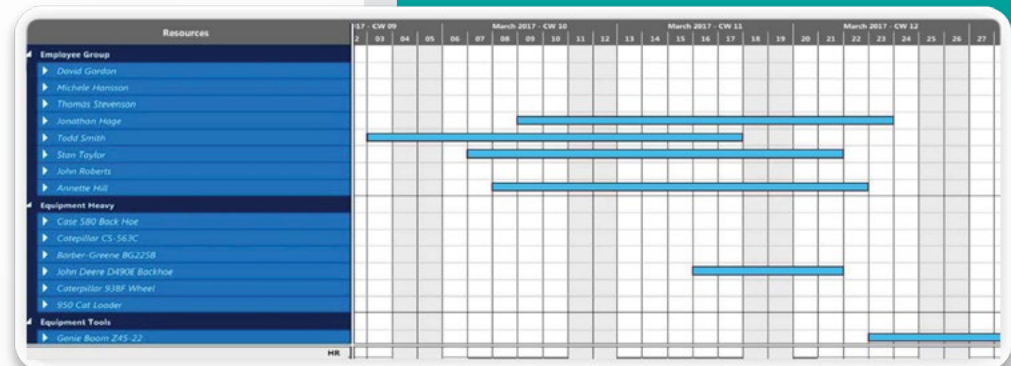 Resources
017 - CW 09 March 2017 - CW 10 March 2017 - CW 11 March 2017 - CW 12
2 03 04 05 06 07 08 09 10 11 12 13 14 15 16 17 18 19 20 21 22 23 24 25 26 27
Employee Group
David Gordon
Michele Hansson
Thomas Stevenson
Jonathan Hage
Todd Smith
Stan Taylor
John Roberts
Annette Hill
Equipment Heavy
Case 580 Back Hoe
Catepillar CS-563C
Barber-Greene BG225B
John Deere D490E Backhoe
Caterpillar 938F Wheel
950 Cat Loader
Equipment Tools
Genie Boom Z45-22
HR